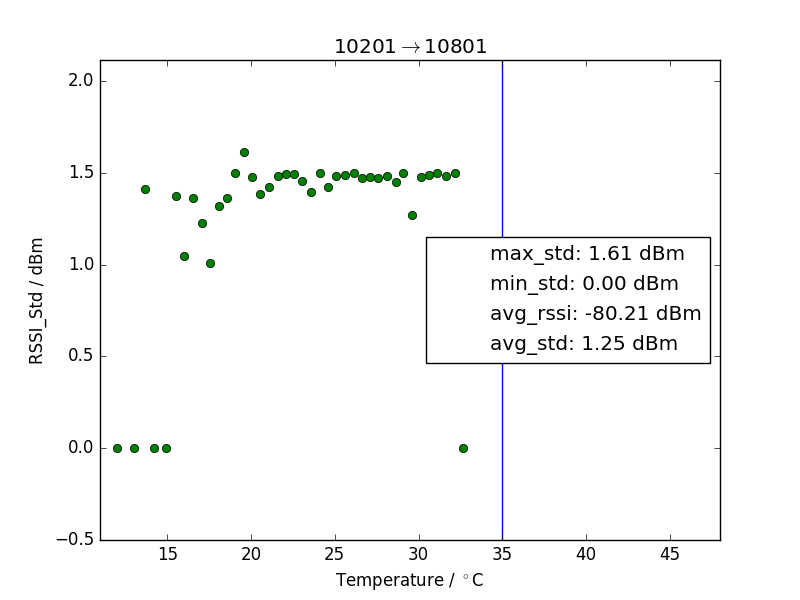 10201→10801
2.0
1.5
1.0
0.5
0.0
−0.5
RSSI_Std / dBm
max_std: 1.61 dBm
min_std: 0.00 dBm
avg_rssi: -80.21 dBm
avg_std: 1.25 dBm
15 20 25 30 35 40 45
Temperature / °C